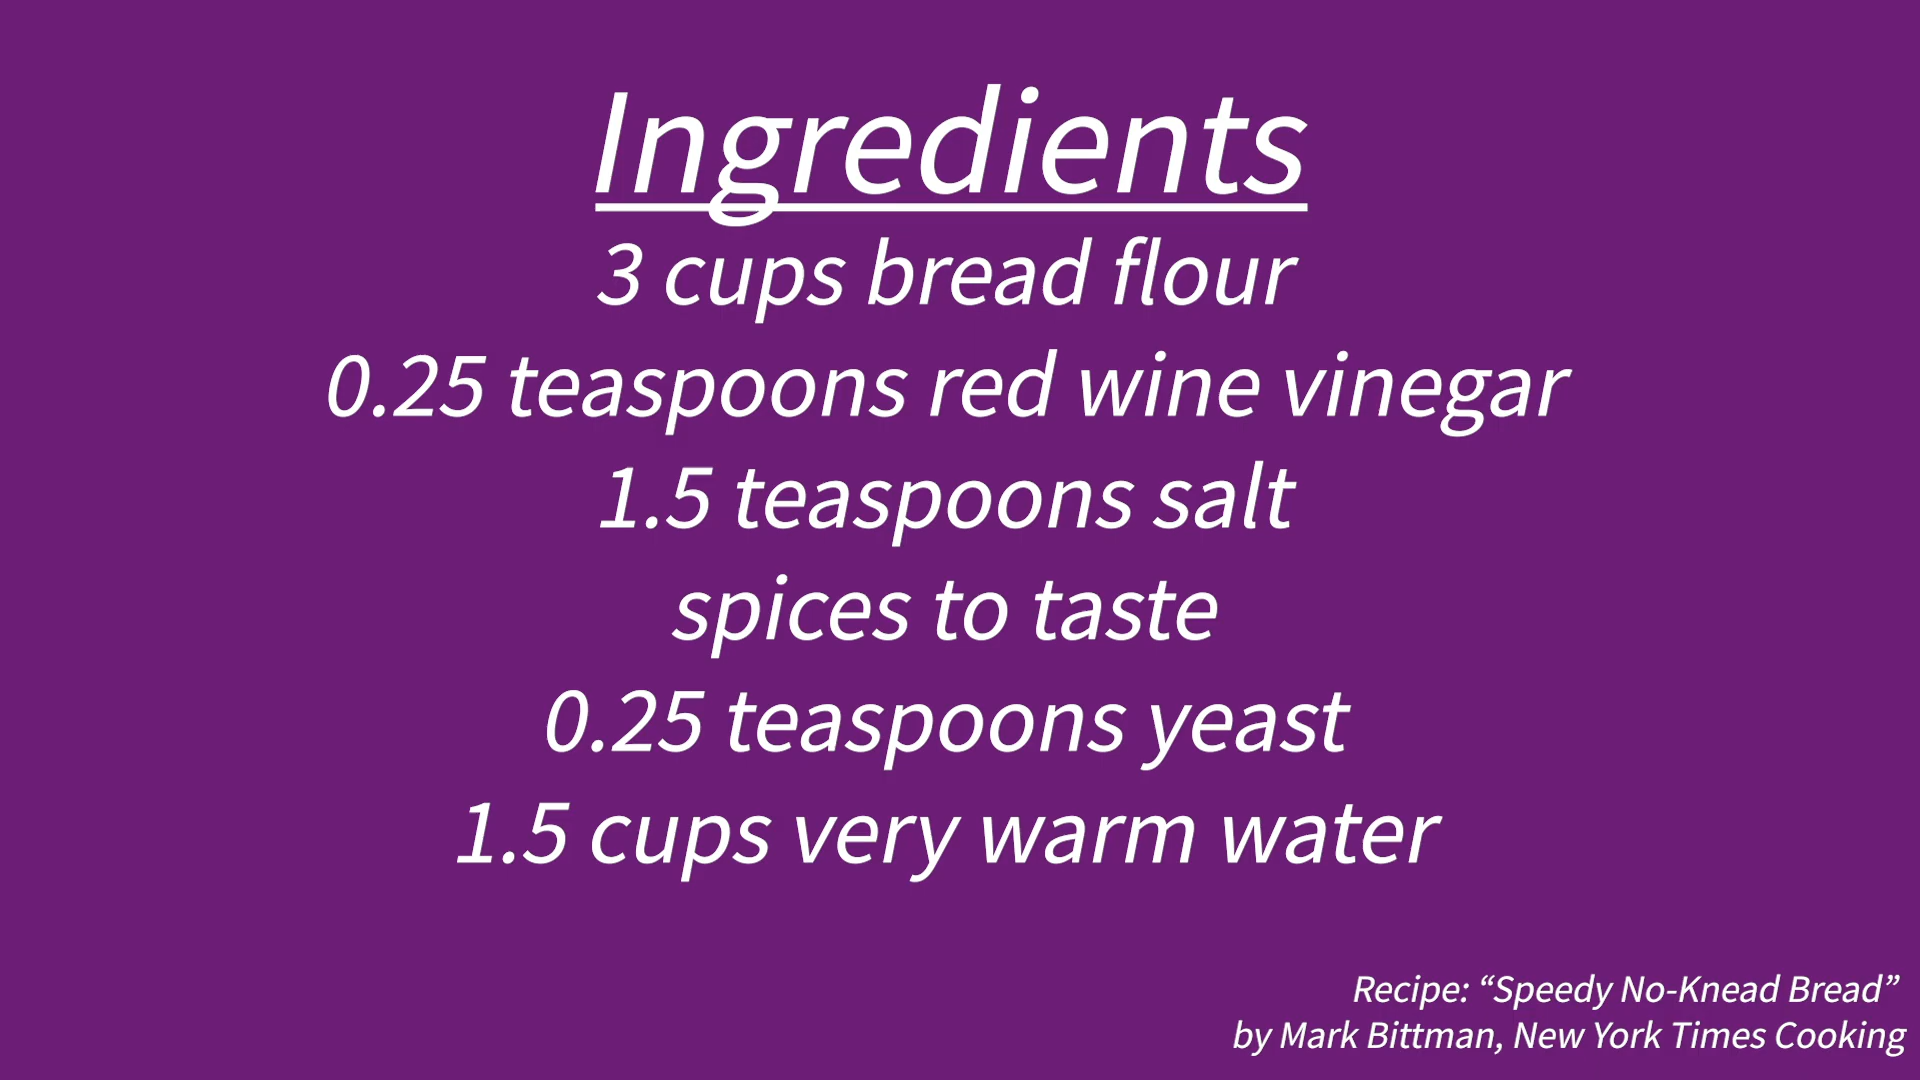 Ingredients
3 cups bread flour
0.25 teaspoons red wine vinegar
1.5 teaspoons salt
spices to taste
0.25 teaspoons yeast
1.5 cups very warm water
Recipe: “Speedy No-Knead Bread”
by Mark Bittman, New York Times Cooking